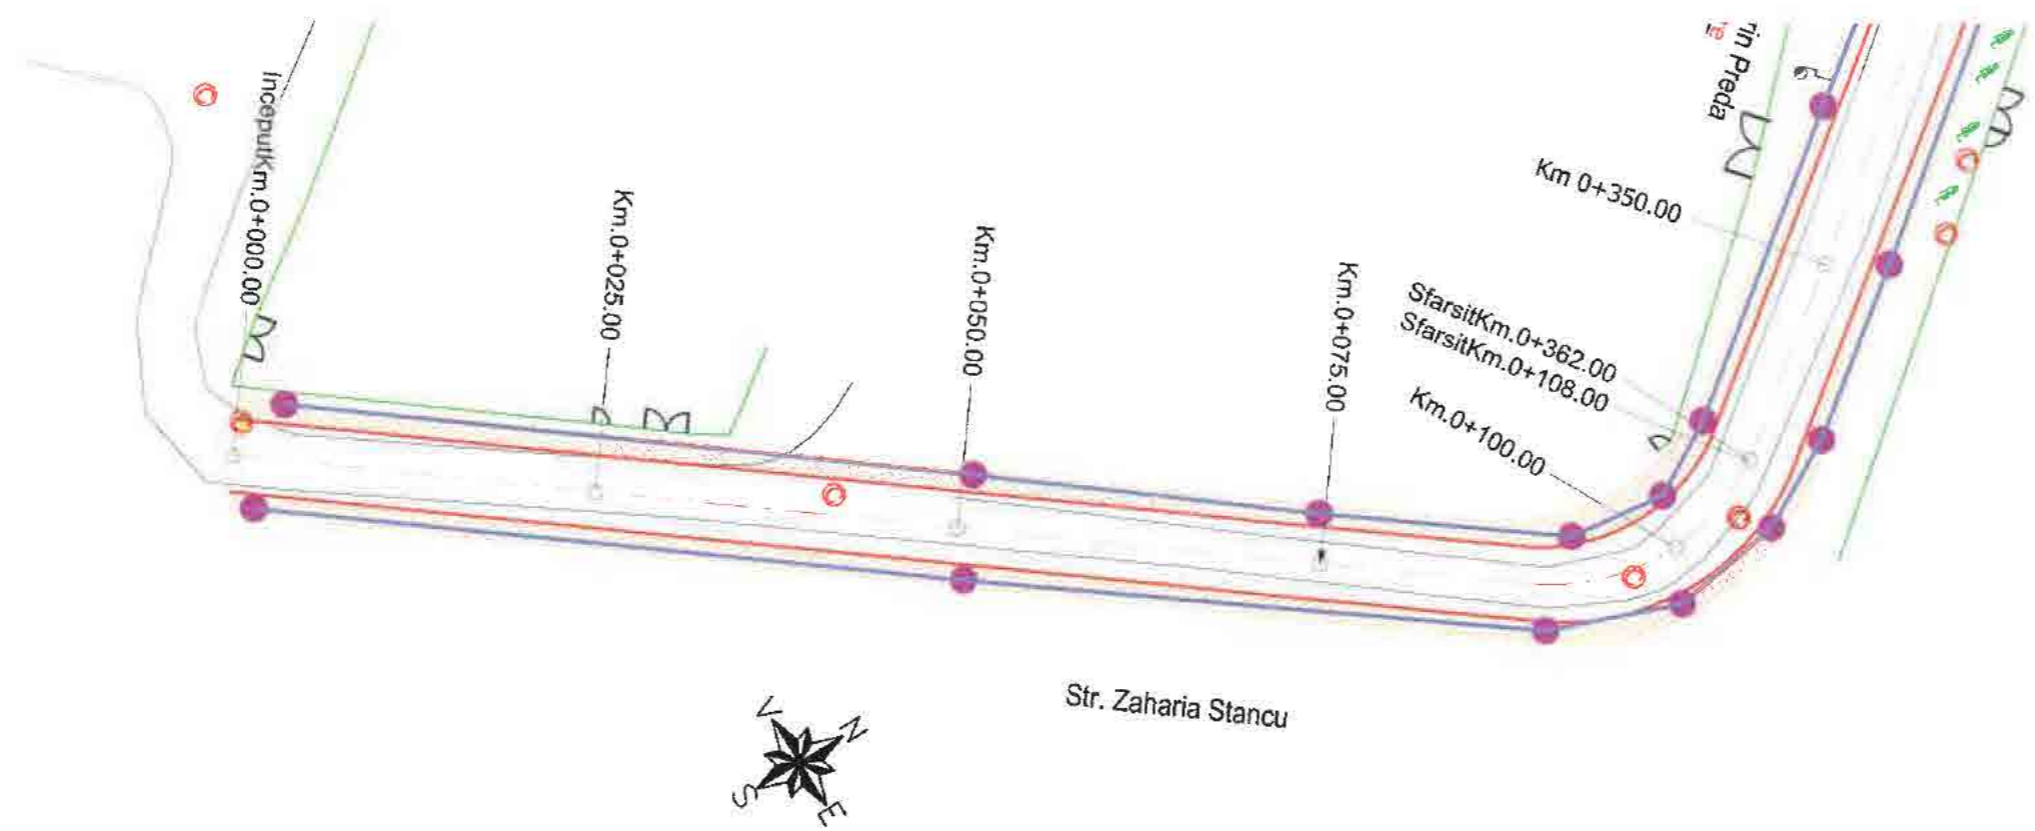 InceputKm.0+000.00
Km.0+025.00
Km.0+050.00
Km.0+075.00
Km.0+100.00
SfarsitKm.0+108.00
SfarsitKm.0+362.00
Km 0+350.00
rin Preda
Str. Zaharia Stancu
V
N
S
E